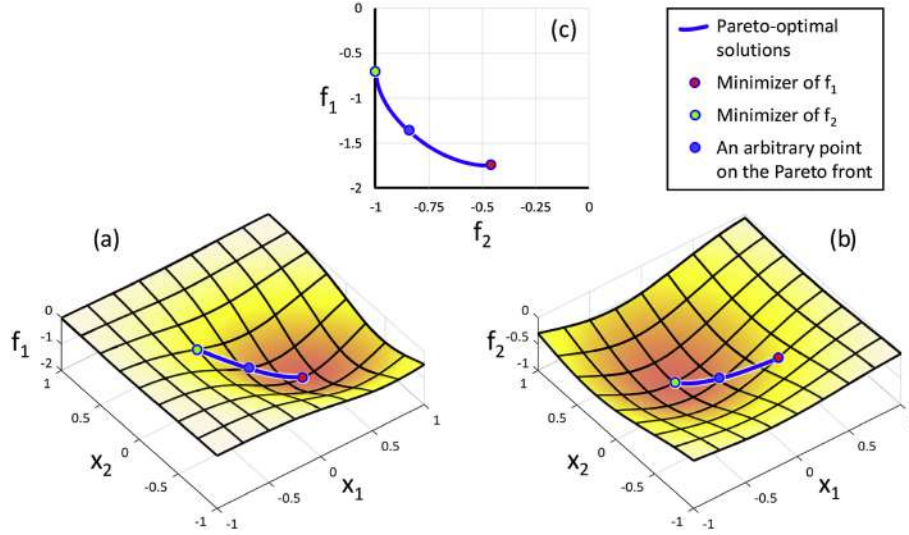 (c)
0
-0.5
-1
-1.5
-2
f1
-1 -0.75 -0.5 -0.25 0
f2
Pareto-optimal
solutions
Minimizer of f1
Minimizer of f2
An arbitrary point
on the Pareto front
(a)
f1
0
-1
-2
1
0.5
0
-0.5
-1
x2
-1
-0.5
0
0.5
1
x1
(b)
f2
0
-0.5
-1
1
0.5
0
-0.5
-1
x2
-1
-0.5
0
0.5
1
x1